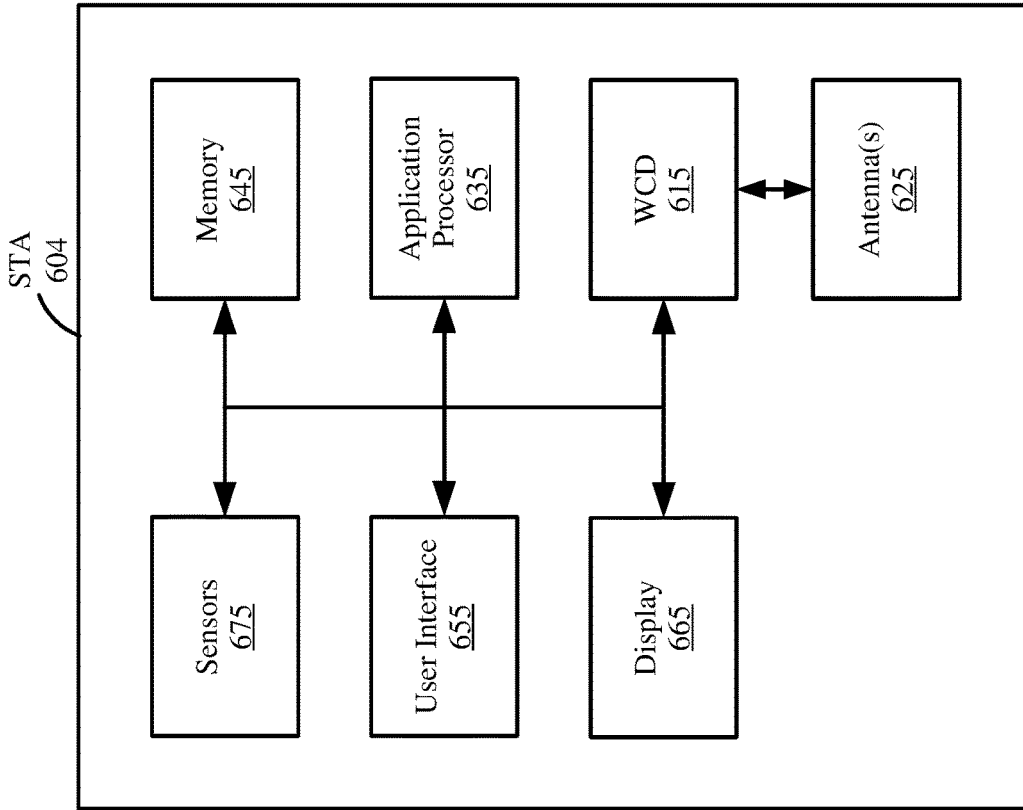 STA
604
Memory
645
Application
Processor
635
WCD
615
Antenna(s)
625
Sensors
675
User Interface
655
Display
665